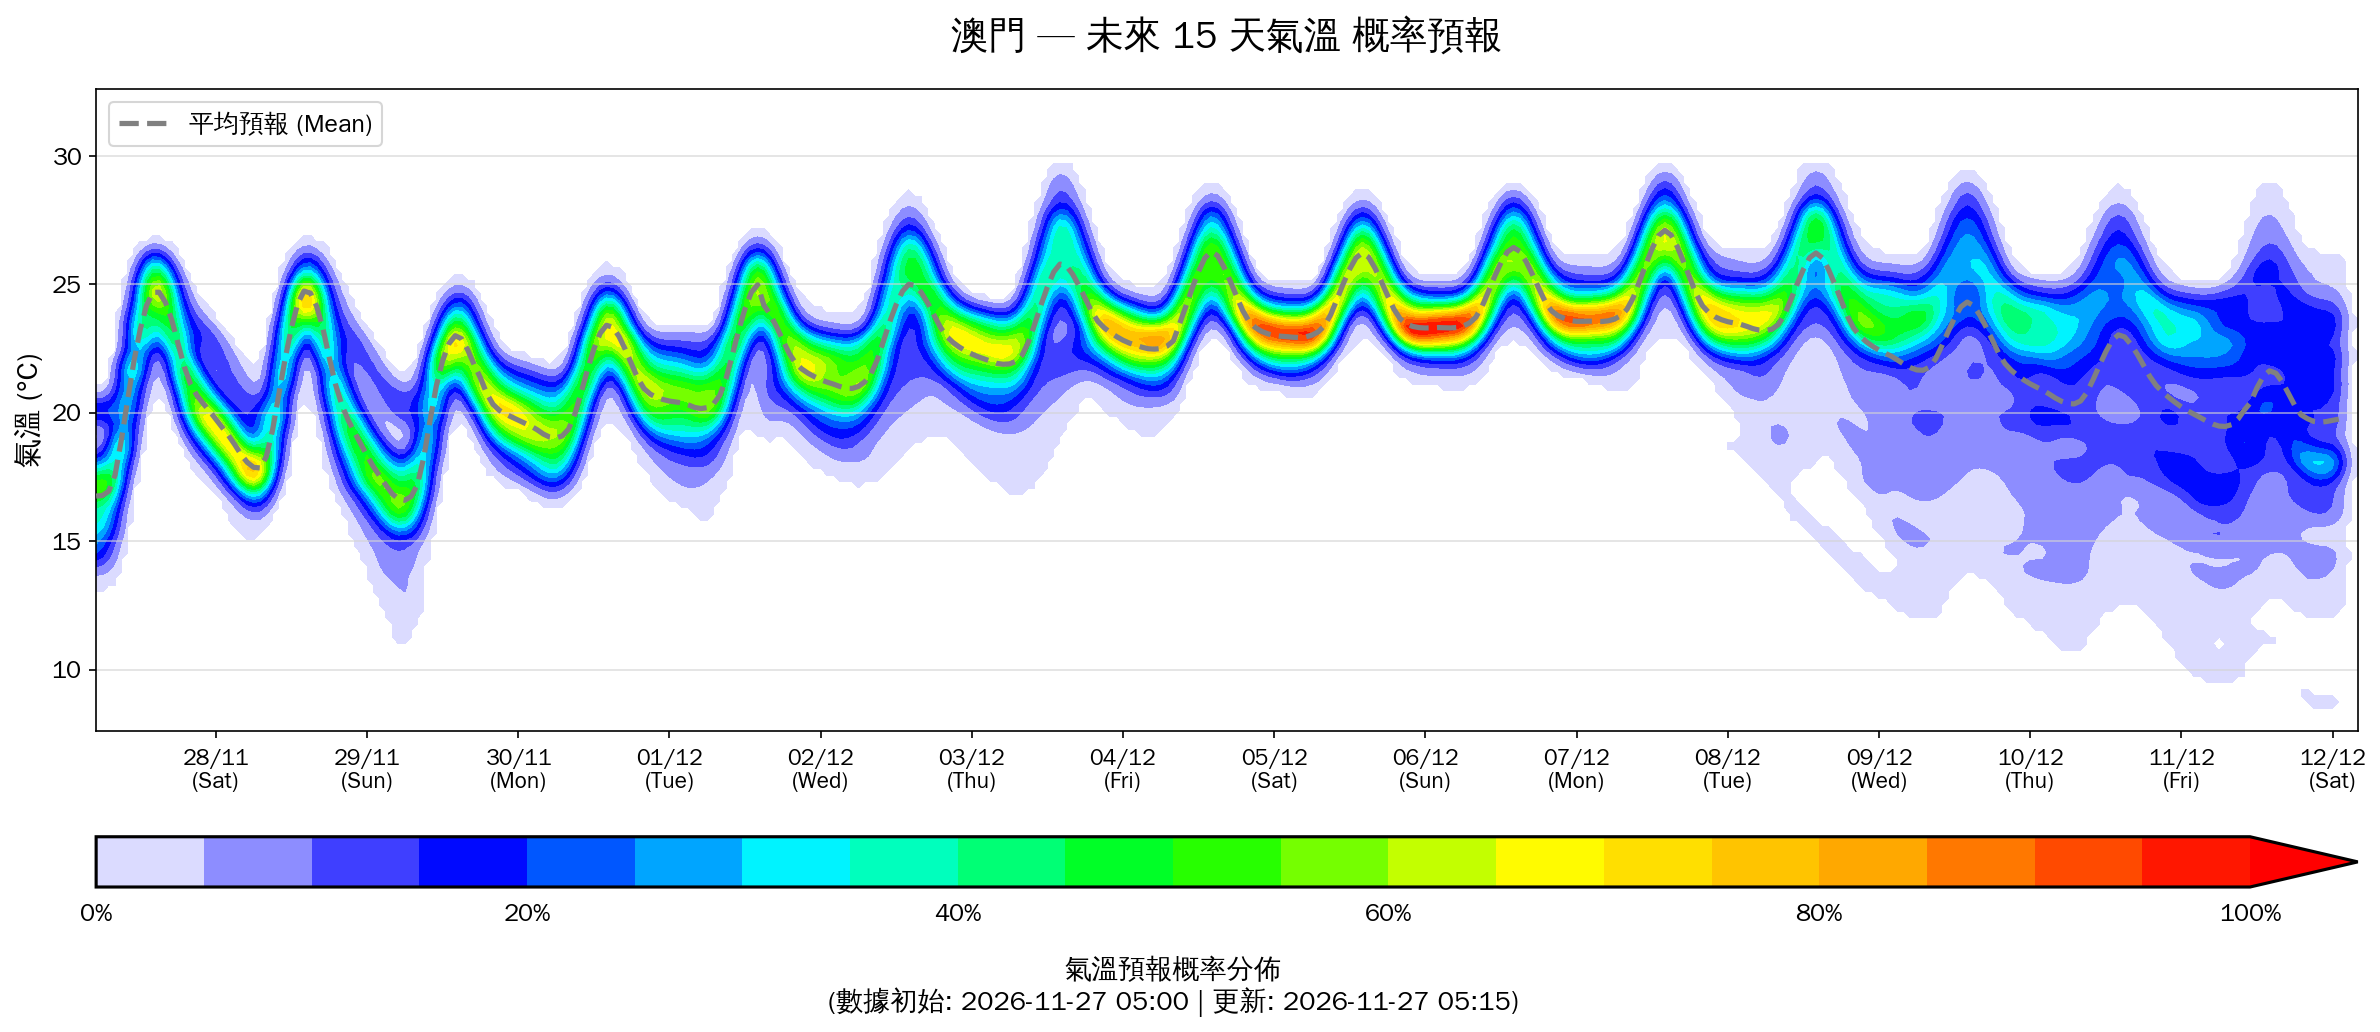 澳門 — 未來 15 天氣溫 概率預報
平均預報 (Mean)
氣溫 (°C)
30
25
20
15
10
28/11 (Sat)
29/11 (Sun)
30/11 (Mon)
01/12 (Tue)
02/12 (Wed)
03/12 (Thu)
04/12 (Fri)
05/12 (Sat)
06/12 (Sun)
07/12 (Mon)
08/12 (Tue)
09/12 (Wed)
10/12 (Thu)
11/12 (Fri)
12/12 (Sat)
0%
20%
40%
60%
80%
100%
氣溫預報概率分佈
(數據初始: 2026-11-27 05:00 | 更新: 2026-11-27 05:15)